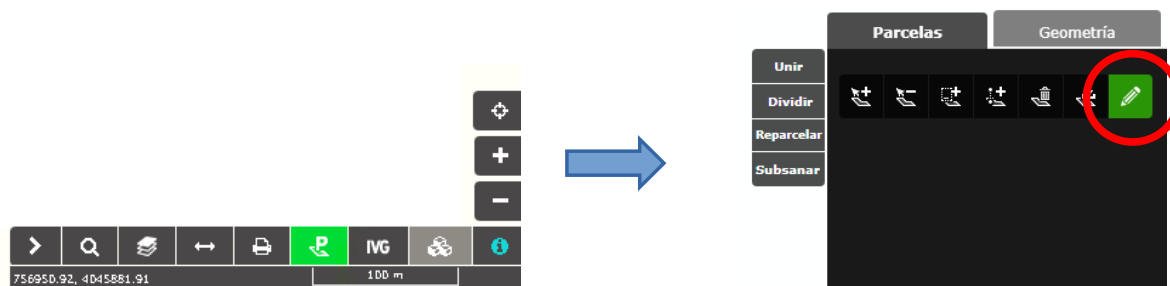 IVG
756950.92, 4045881.91
100 m
Parcelas
Geometría
Unir
Dividir
Reparcelar
Subsanar